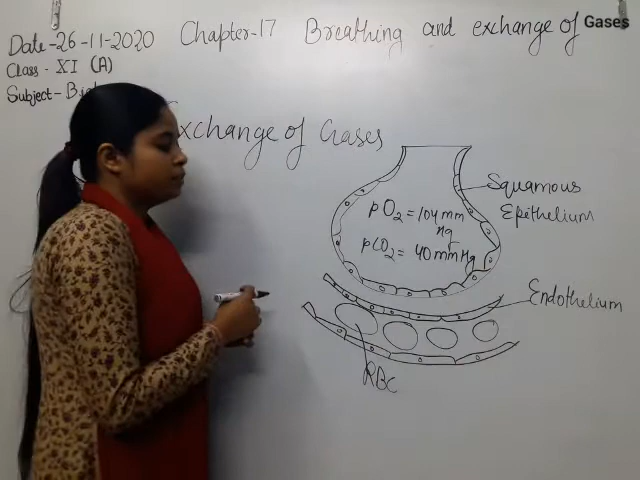 Date-26-11-2020 Chapter-17 Breathing and exchange of Gases
Class - XI (A)
Subject-
xchange of Gases
pO2 = 104 mm
Hg
pCO2 = 40 mmHg
Squamous
Epithelium
Endothelium
RBC